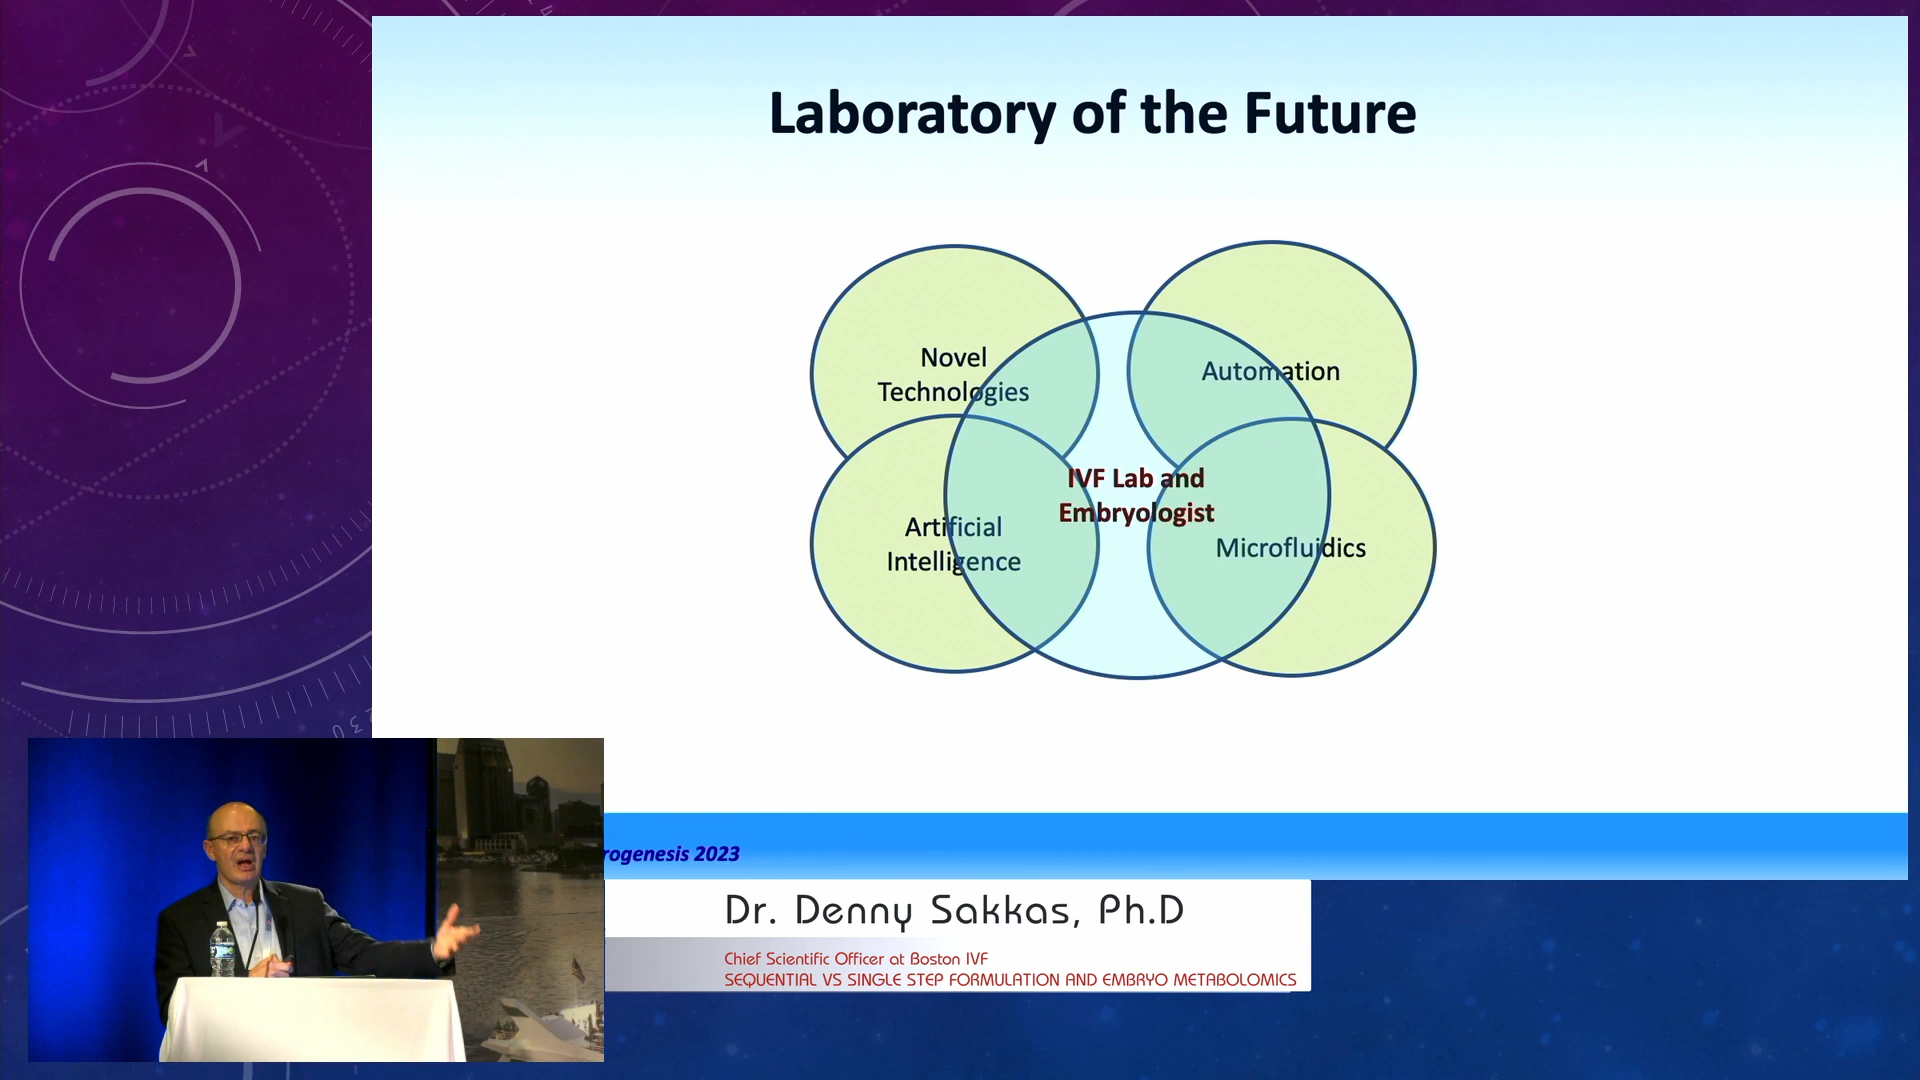 Laboratory of the Future
Novel
Technologies
Automation
IVF Lab and
Embryologist
Artificial
Intelligence
Microfluidics
rogenesis 2023
Dr. Denny Sakkas, Ph.D
Chief Scientific Officer at Boston IVF
SEQUENTIAL VS SINGLE STEP FORMULATION AND EMBRYO METABOLOMICS